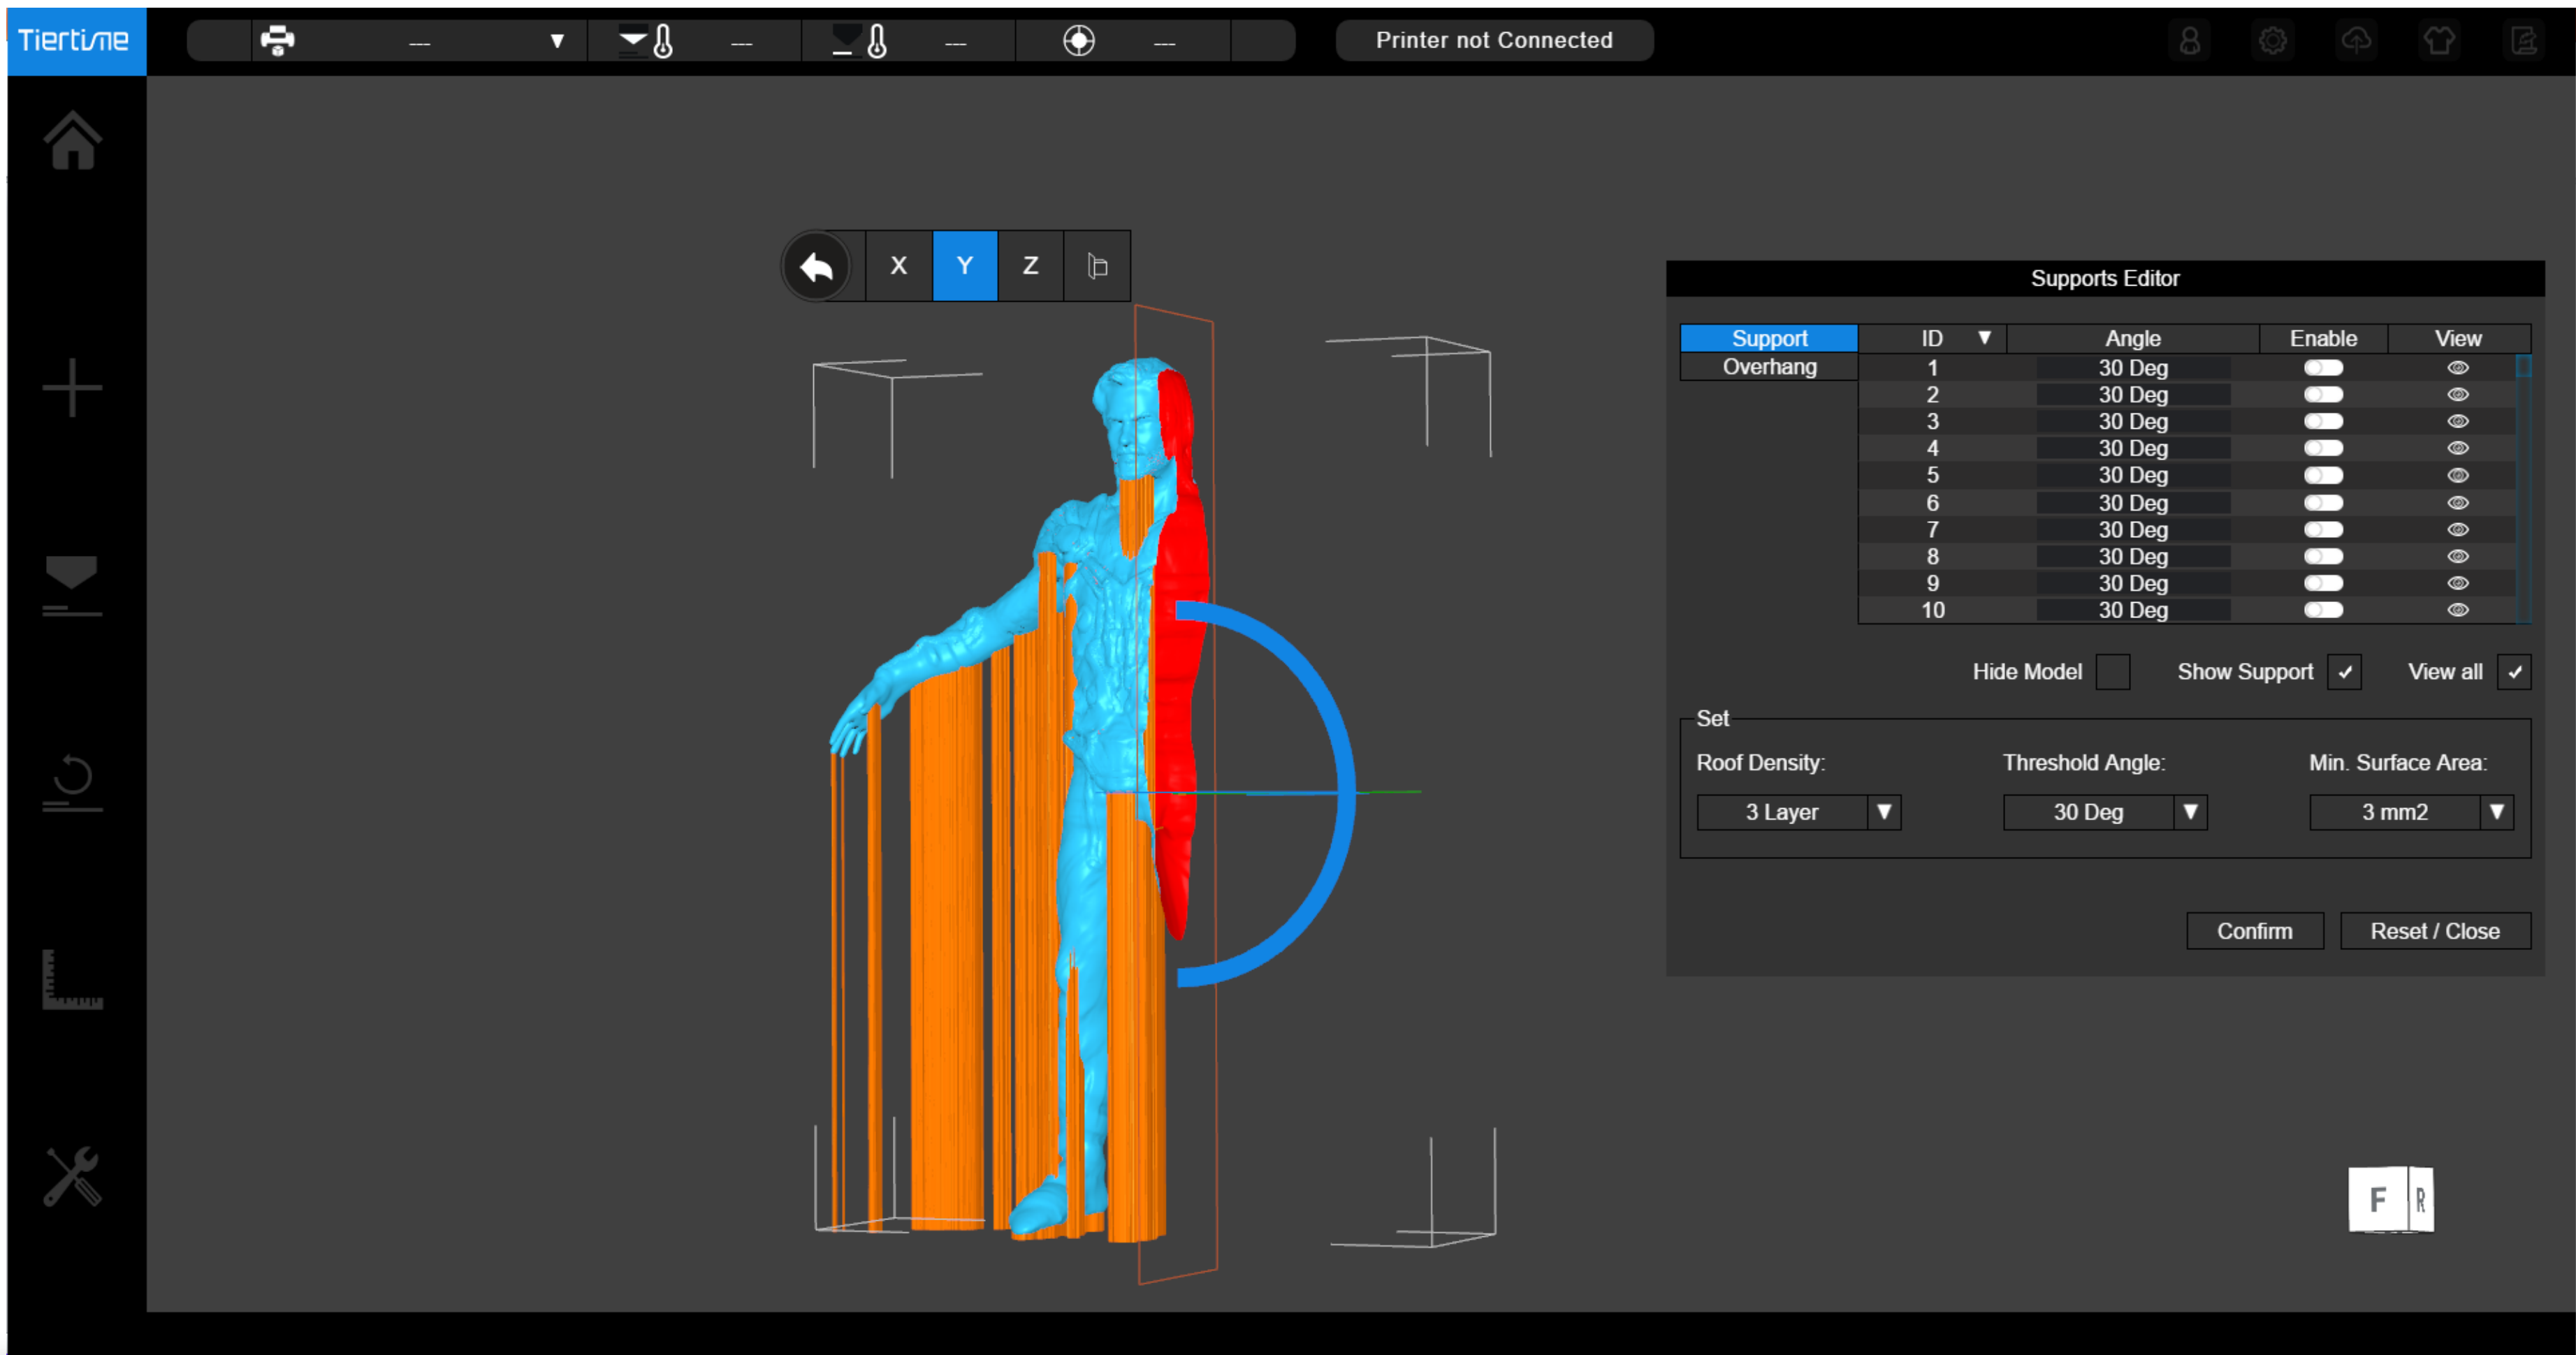 Tiertime
---
---
---
---
Printer not Connected
X Y Z
Supports Editor
Support ID ▼ Angle Enable View
Overhang 1 30 Deg
2 30 Deg
3 30 Deg
4 30 Deg
5 30 Deg
6 30 Deg
7 30 Deg
8 30 Deg
9 30 Deg
10 30 Deg
Hide Model Show Support View all
Set
Roof Density: Threshold Angle: Min. Surface Area:
3 Layer 30 Deg 3 mm2
Confirm Reset / Close
F R